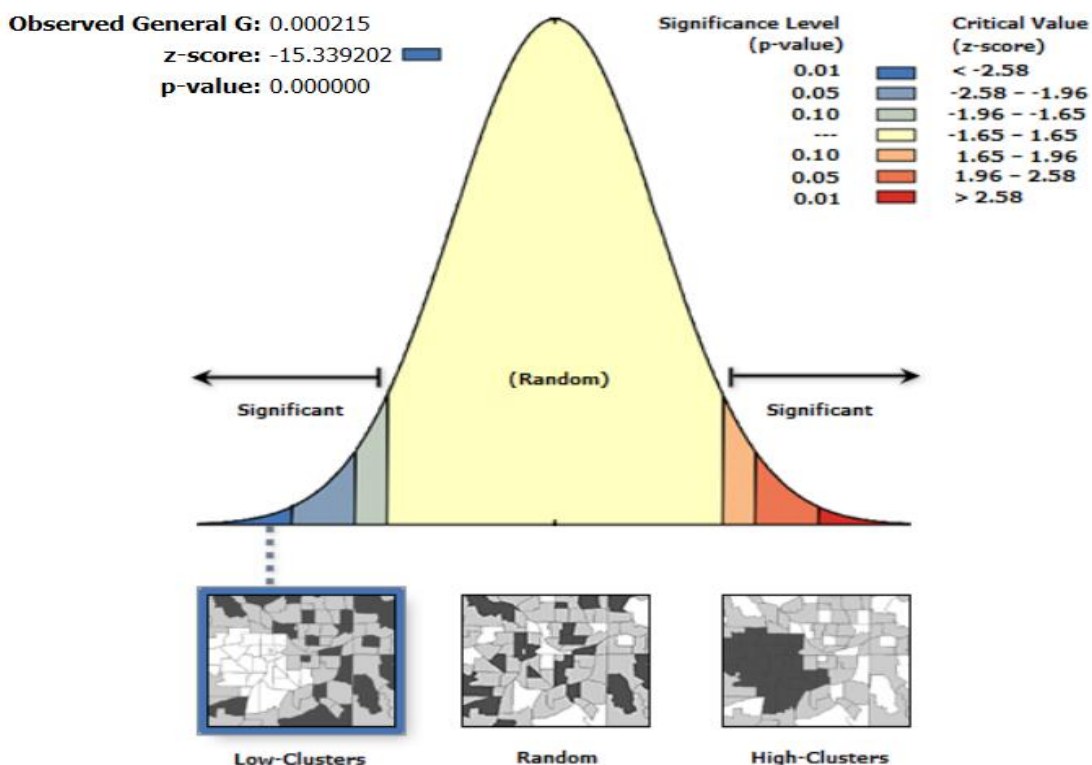 Observed General G: 0.000215
z-score: -15.339202
p-value: 0.000000
Significance Level
(p-value)
Critical Value
(z-score)
0.01 < -2.58
0.05 -2.58 – -1.96
0.10 -1.96 – -1.65
--- -1.65 – 1.65
0.10 1.65 – 1.96
0.05 1.96 – 2.58
0.01 > 2.58
Significant
(Random)
Significant
Low-Clusters
Random
High-Clusters